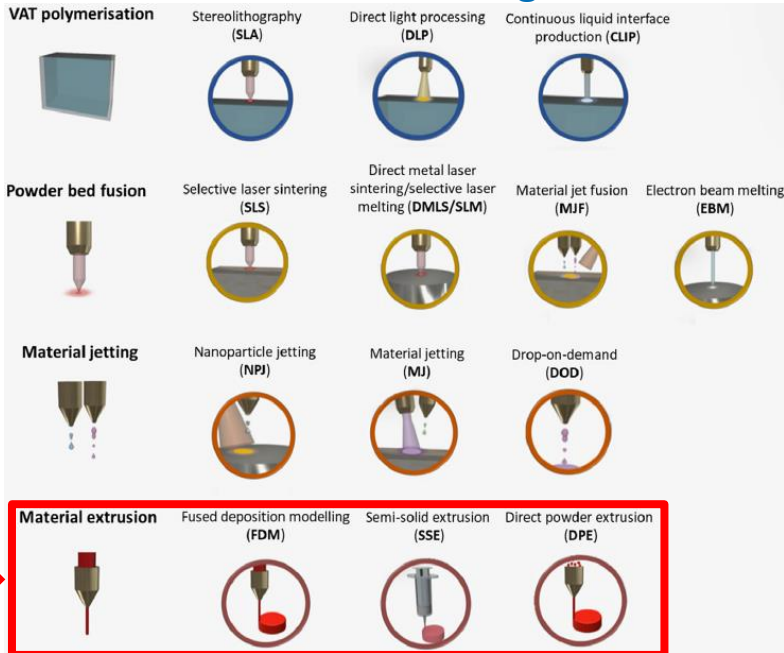 VAT polymerisation
Stereolithography
(SLA)
Direct light processing
(DLP)
Continuous liquid interface
production (CLIP)
Powder bed fusion
Selective laser sintering
(SLS)
Direct metal laser
sintering/selective laser
melting (DMLS/SLM)
Material jet fusion
(MJF)
Electron beam melting
(EBM)
Material jetting
Nanoparticle jetting
(NPJ)
Material jetting
(MJ)
Drop-on-demand
(DOD)
Material extrusion
Fused deposition modelling
(FDM)
Semi-solid extrusion
(SSE)
Direct powder extrusion
(DPE)